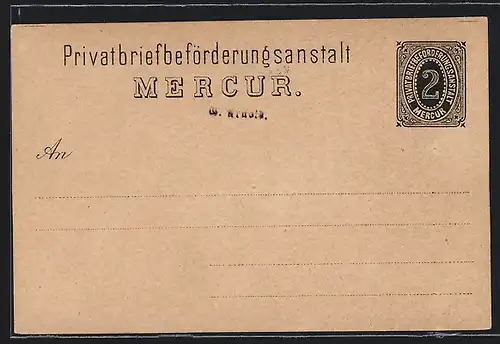 Privatbriefbeförderungsanstalt
MERCUR.
PRIVATBRIEFBEFÖRDERUNGSANSTALT
2
MERCUR
An